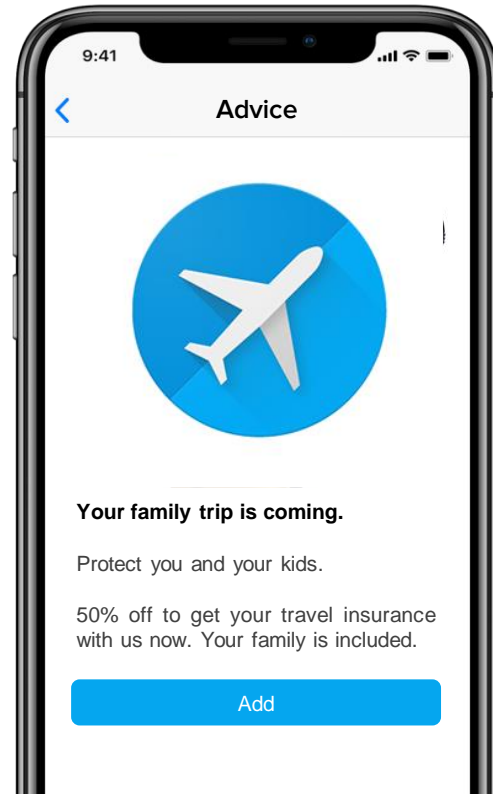 9:41
Advice
Your family trip is coming.
Protect you and your kids.
50% off to get your travel insurance
with us now. Your family is included.
Add